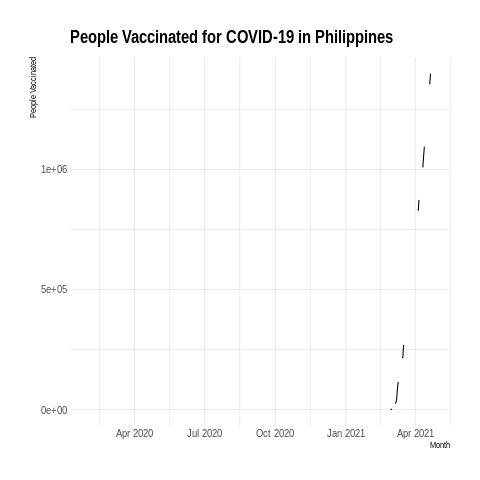 People Vaccinated for COVID-19 in Philippines
People Vaccinated
1e+06
5e+05
0e+00
Apr 2020 Jul 2020 Oct 2020 Jan 2021 Apr 2021
Month